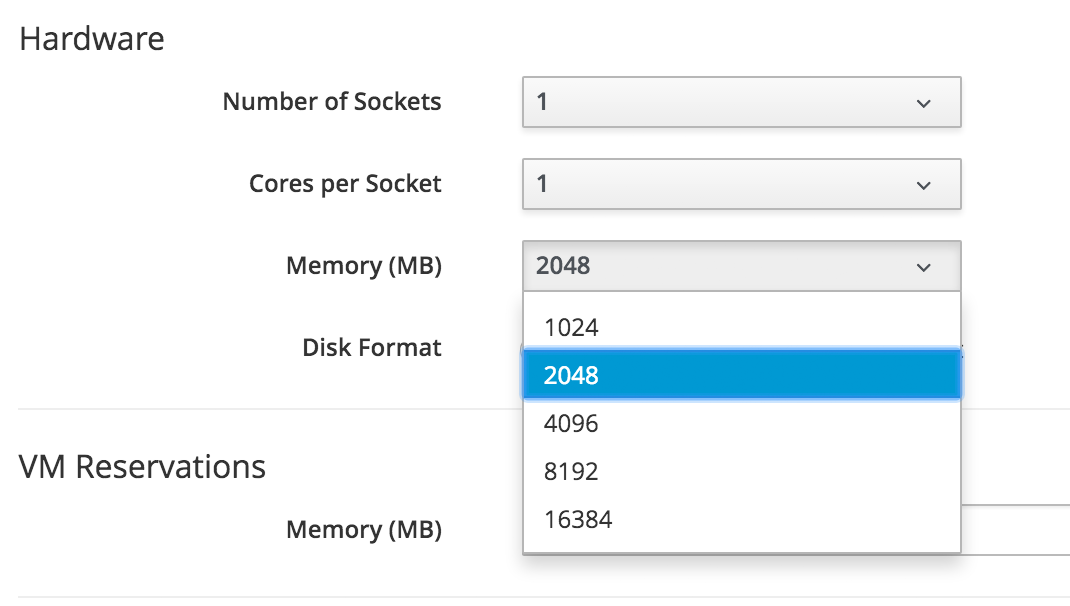 Hardware
Number of Sockets 1
Cores per Socket 1
Memory (MB) 2048
1024
Disk Format
2048
4096
VM Reservations
8192
16384
Memory (MB)